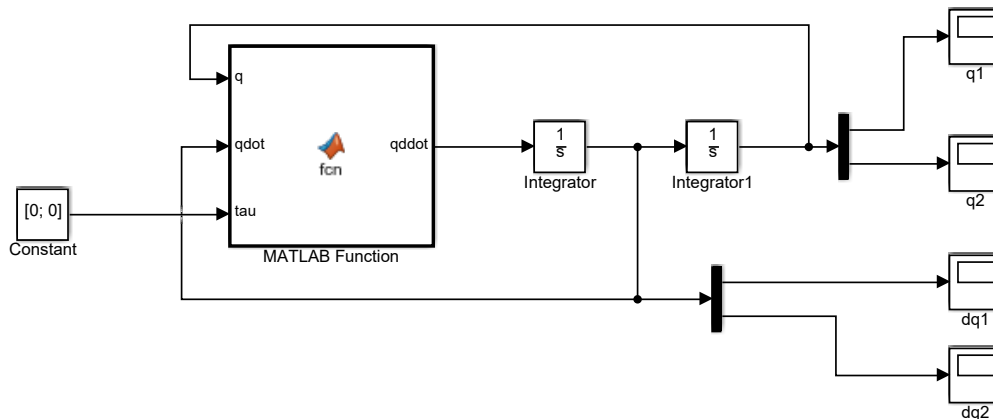 q
qdot
tau
fcn
qddot
MATLAB Function
[0; 0]
Constant
1
s
Integrator
1
s
Integrator1
q1
q2
dq1
dq2